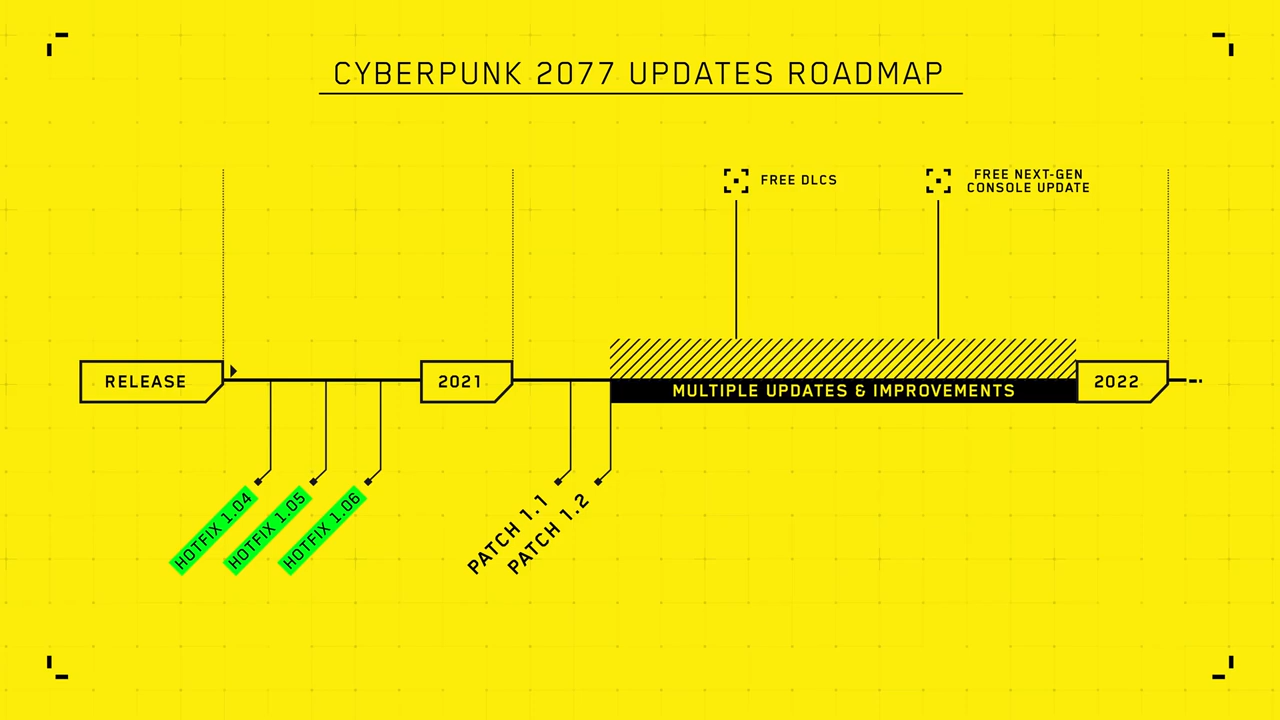 CYBERPUNK 2077 UPDATES ROADMAP
FREE DLCS
FREE NEXT-GEN
CONSOLE UPDATE
RELEASE
2021
MULTIPLE UPDATES & IMPROVEMENTS
2022
HOTFIX 1.04
HOTFIX 1.05
HOTFIX 1.06
PATCH 1.1
PATCH 1.2